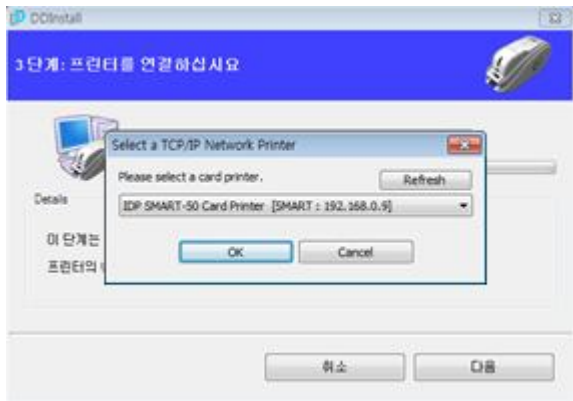 DDInstall
3단계: 프린터를 연결하십시오
Select a TCP/IP Network Printer
Please select a card printer.
Refresh
IDP SMART-50 Card Printer [SMART : 192.168.0.9]
OK
Cancel
Details
이 단계는
프린터의
취소
다음